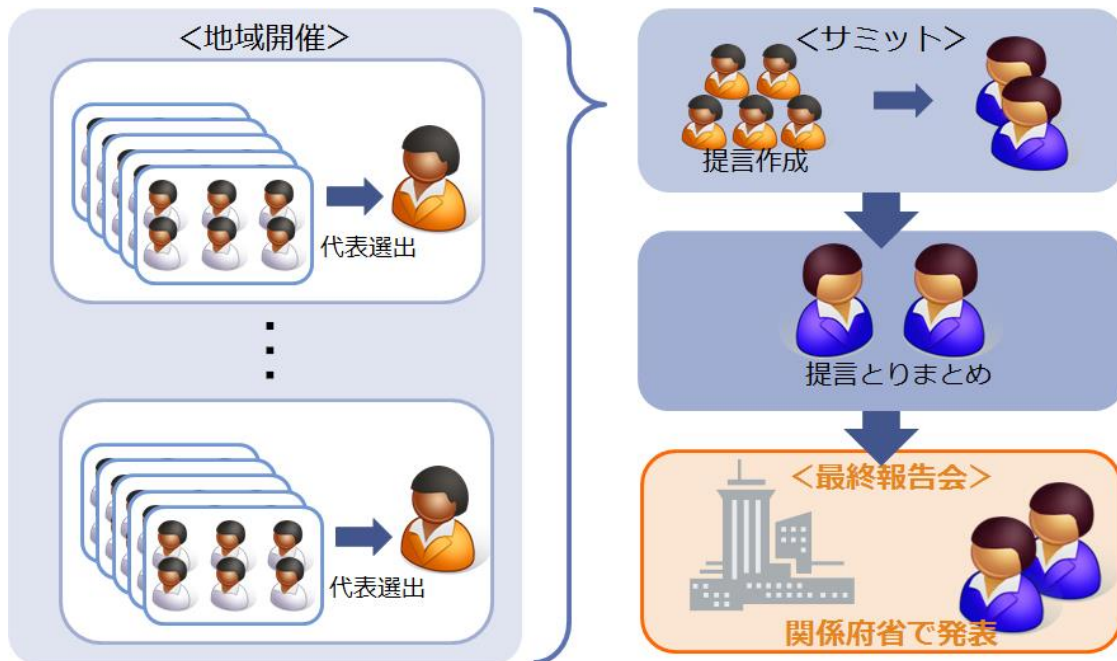 ＜地域開催＞
代表選出
代表選出
＜サミット＞
提言作成
提言とりまとめ
＜最終報告会＞
関係府省で発表